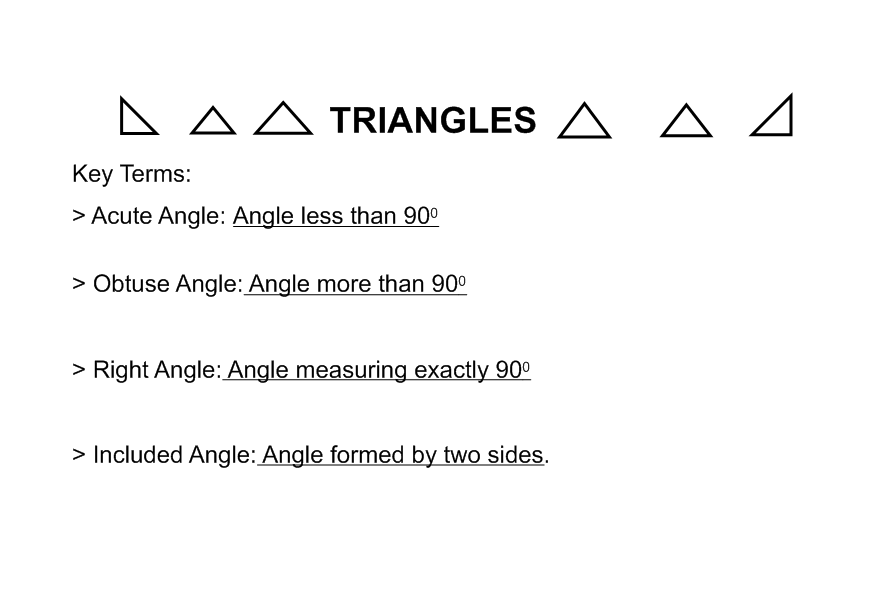 TRIANGLES
Key Terms:
> Acute Angle: Angle less than 90⁰
> Obtuse Angle: Angle more than 90⁰
> Right Angle: Angle measuring exactly 90⁰
> Included Angle: Angle formed by two sides.